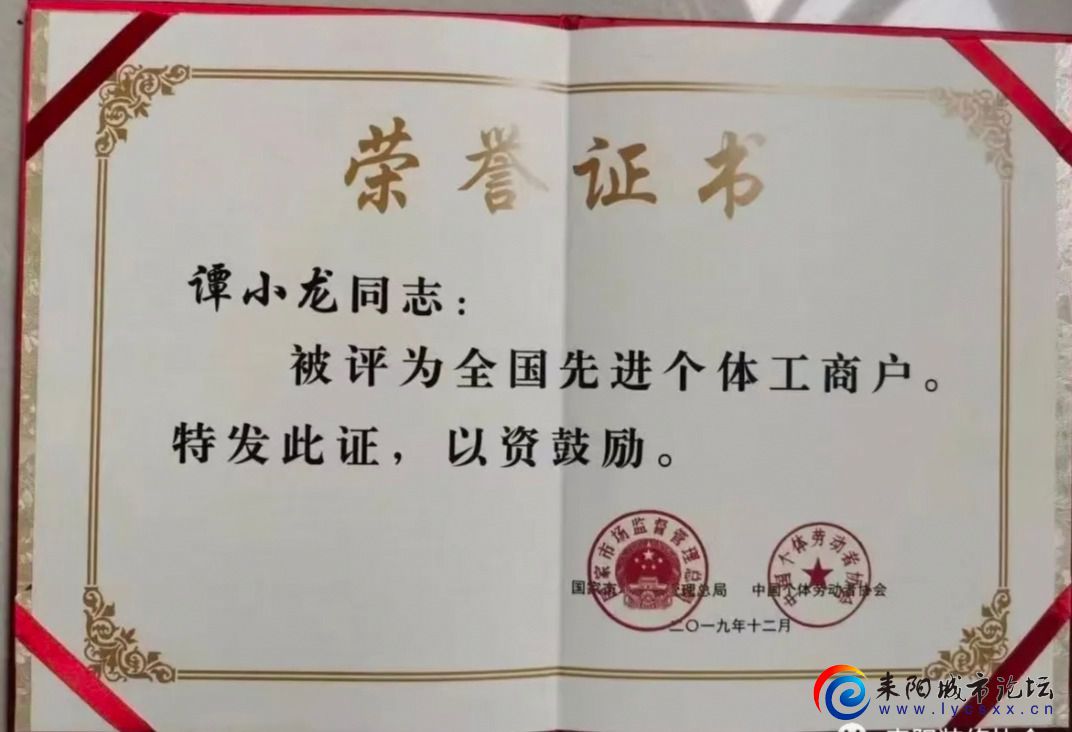 荣誉证书
谭小龙同志：
被评为全国先进个体工商户。
特发此证，以资鼓励。
国家市场监督管理总局
中国个体劳动者协会
国家市 管理总局 中国个体劳动者协会
二〇一九年十二月
耒阳城市论坛
www.lycsxx.cn